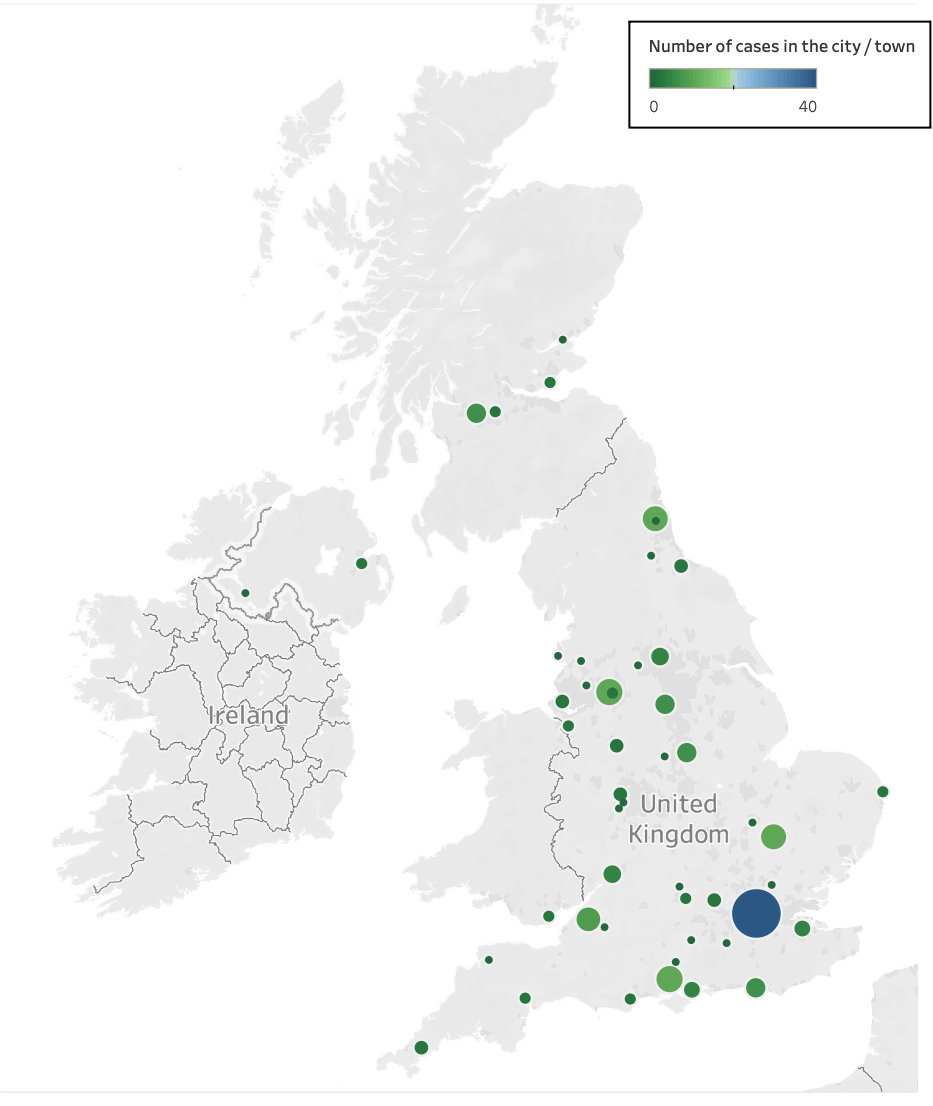 Number of cases in the city / town
0 40
Ireland
United
Kingdom